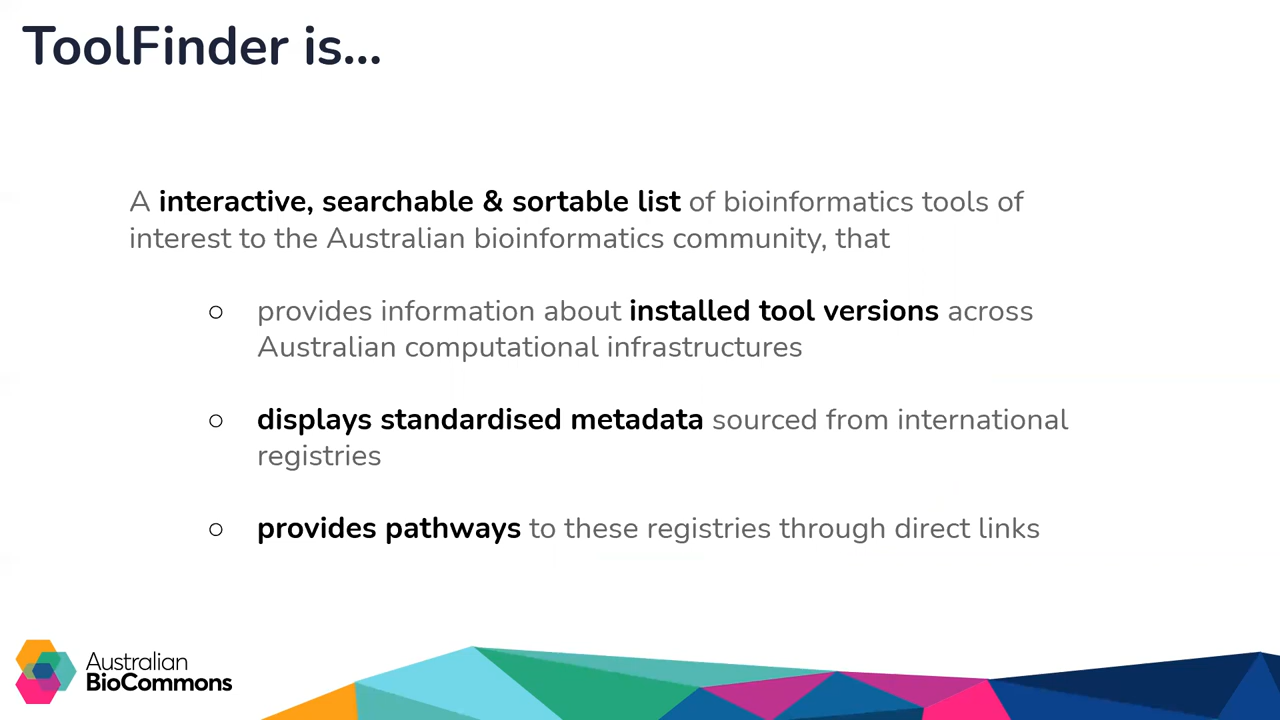 ToolFinder is...
A interactive, searchable & sortable list of bioinformatics tools of
interest to the Australian bioinformatics community, that
○ provides information about installed tool versions across
Australian computational infrastructures
○ displays standardised metadata sourced from international
registries
○ provides pathways to these registries through direct links
Australian
BioCommons